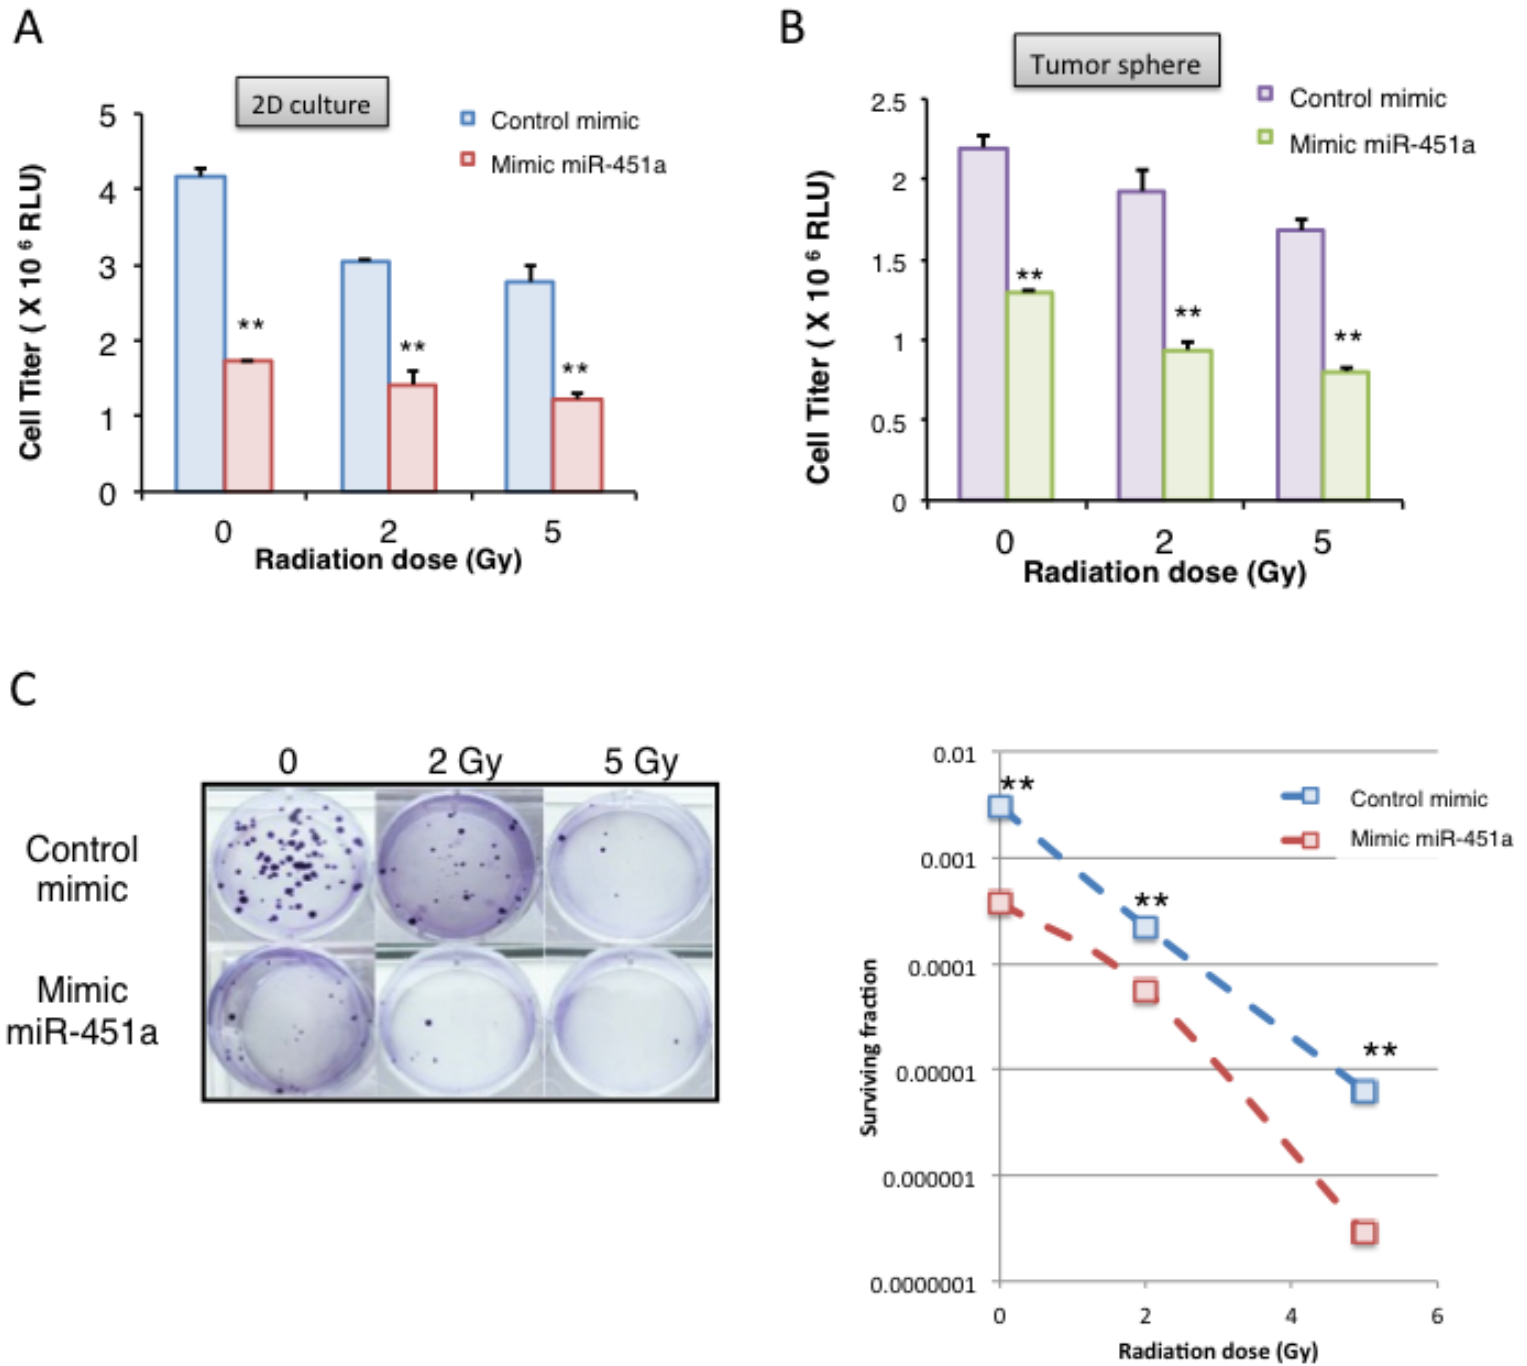 A
2D culture
Control mimic
Mimic miR-451a
Cell Titer ( X 10 6 RLU)
5
4
3
2
1
0
**
**
**
0 2 5
Radiation dose (Gy)
B
Tumor sphere
Control mimic
Mimic miR-451a
Cell Titer ( X 10 6 RLU)
2.5
2
1.5
1
0.5
0
**
**
**
0 2 5
Radiation dose (Gy)
C
0 2 Gy 5 Gy
Control
mimic
Mimic
miR-451a
Surviving fraction
0.01
0.001
0.0001
0.00001
0.000001
0.0000001
**
**
**
Control mimic
Mimic miR-451a
0 2 4 6
Radiation dose (Gy)